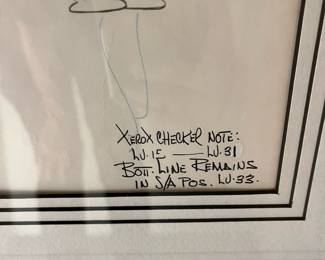 XEROX CHECKER NOTE:
LV.15 — LV.31
BOTT. LINE REMAINS
IN S/A POS. LV.33.